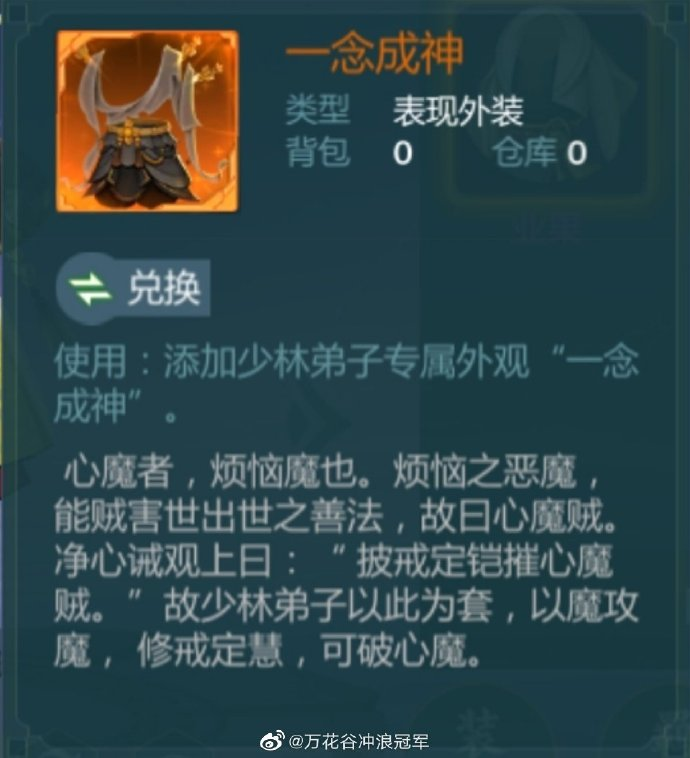 一念成神
类型 表现外装
背包 0 仓库 0
业果
兑换
使用：添加少林弟子专属外观“一念
成神”。
心魔者，烦恼魔也。烦恼之恶魔，
能贼害世出世之善法，故曰心魔贼。
净心诫观上曰：“披戒定铠摧心魔
贼。”故少林弟子以此为套，以魔攻
魔，修戒定慧，可破心魔。
装
@万花谷冲浪冠军